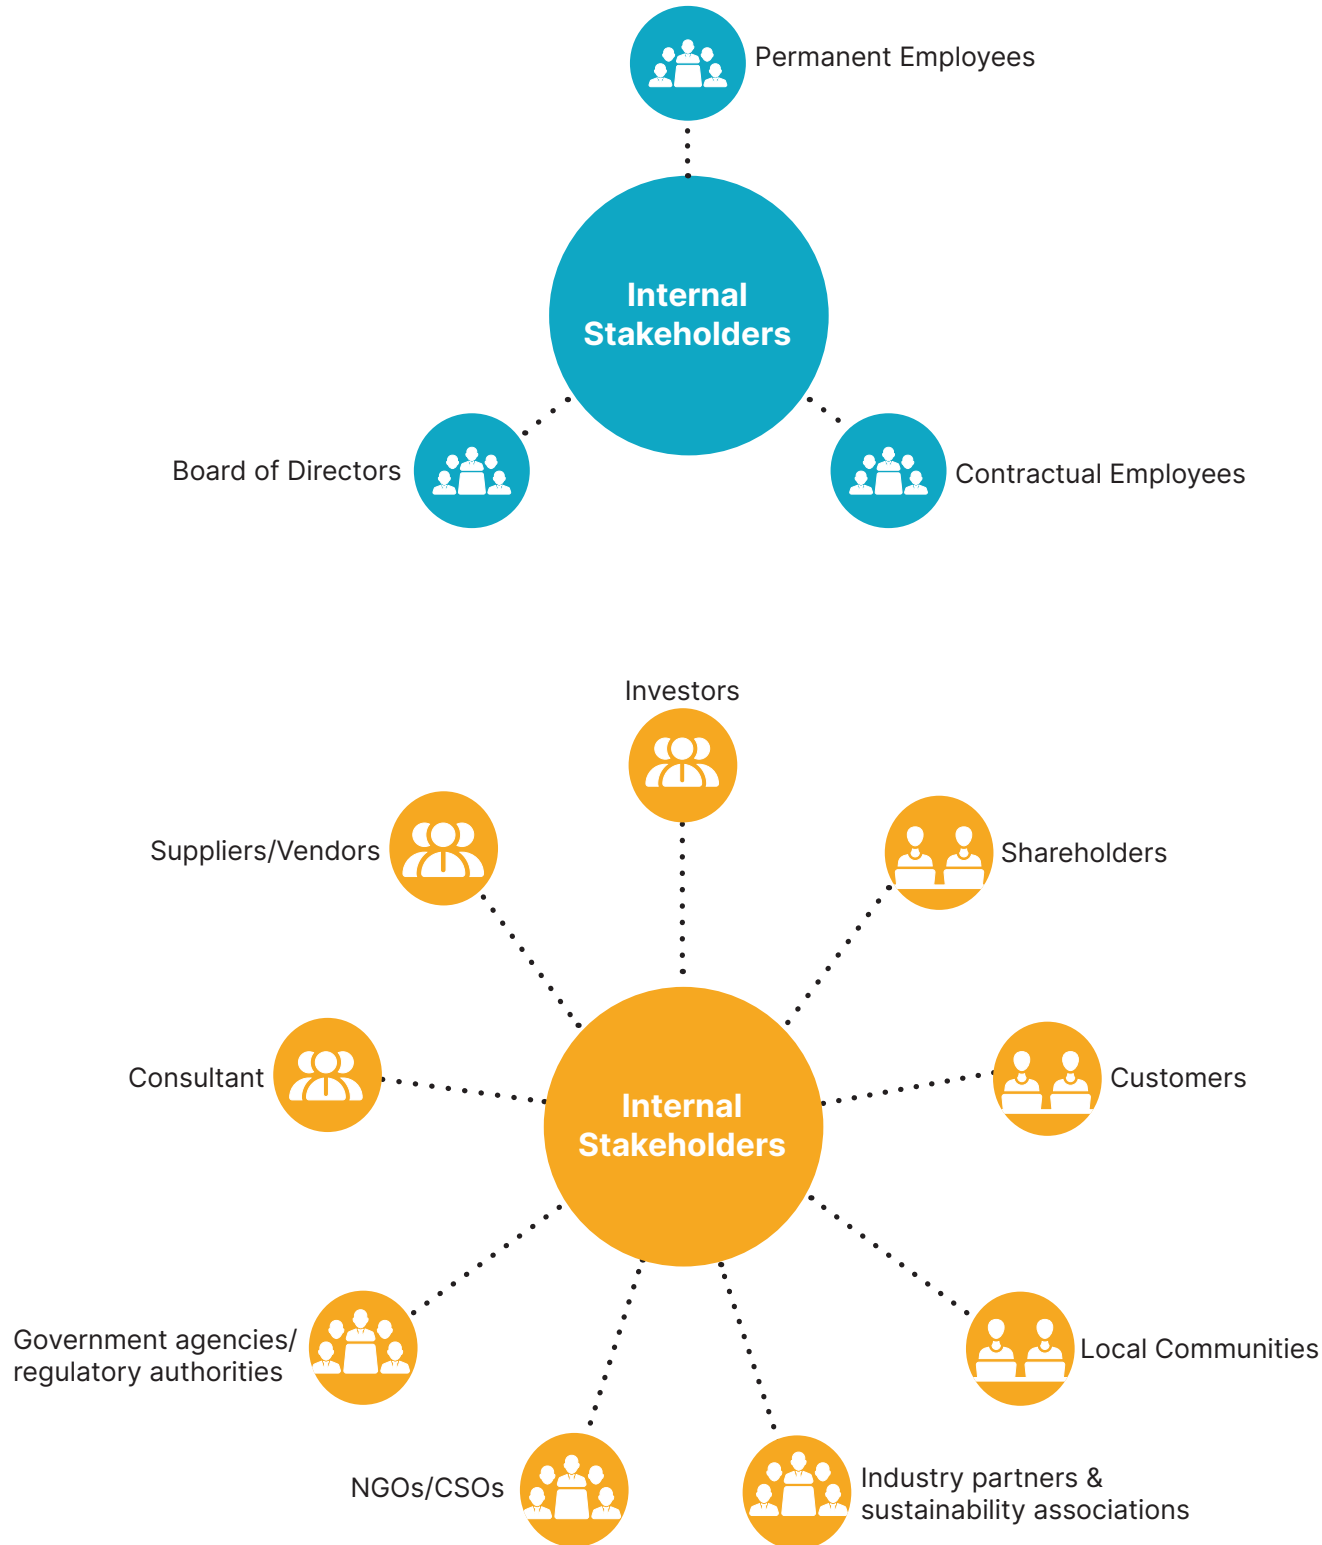 Permanent Employees
Internal
Stakeholders
Board of Directors
Contractual Employees
Investors
Suppliers/Vendors
Shareholders
Consultant
Customers
Internal
Stakeholders
Government agencies/
regulatory authorities
Local Communities
NGOs/CSOs
Industry partners &
sustainability associations